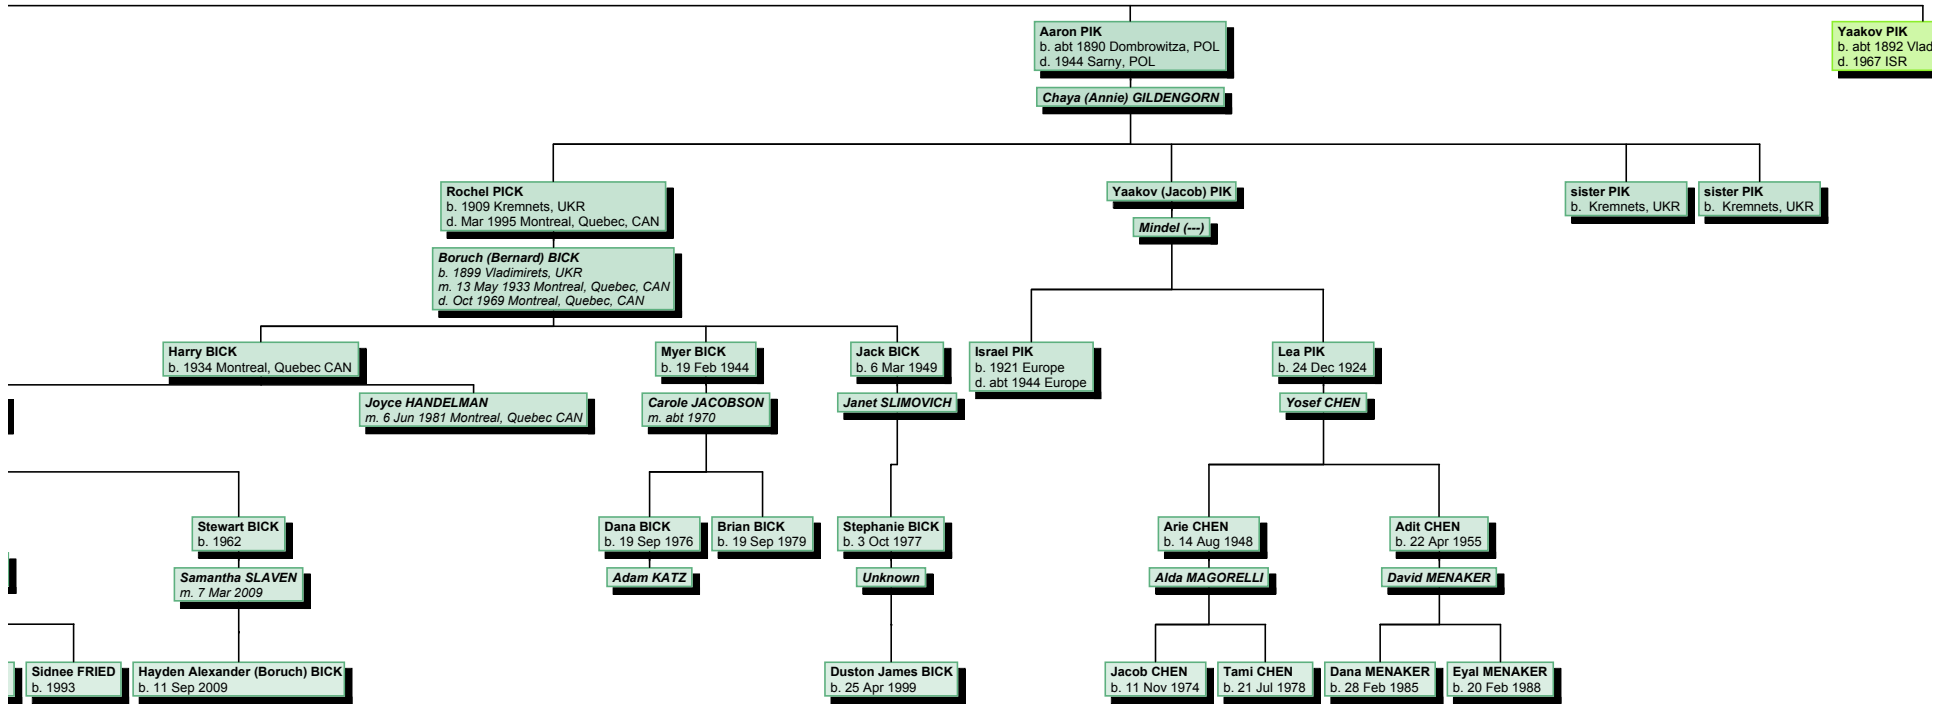 Aaron PIK
b. abt 1890 Dombrowitza, POL
d. 1944 Sarny, POL
Yaakov PIK
b. abt 1892 Vlad
d. 1967 ISR
Chaya (Annie) GILDENGORN
Rochel PICK
b. 1909 Kremnets, UKR
d. Mar 1995 Montreal, Quebec, CAN
Yaakov (Jacob) PIK
sister PIK
b. Kremnets, UKR
sister PIK
b. Kremnets, UKR
Mindel (---)
Boruch (Bernard) BICK
b. 1899 Vladimirets, UKR
m. 13 May 1933 Montreal, Quebec, CAN
d. Oct 1969 Montreal, Quebec, CAN
Harry BICK
b. 1934 Montreal, Quebec CAN
Myer BICK
b. 19 Feb 1944
Jack BICK
b. 6 Mar 1949
Israel PIK
b. 1921 Europe
d. abt 1944 Europe
Lea PIK
b. 24 Dec 1924
Joyce HANDELMAN
m. 6 Jun 1981 Montreal, Quebec CAN
Carole JACOBSON
m. abt 1970
Janet SLIMOVICH
Yosef CHEN
Stewart BICK
b. 1962
Dana BICK
b. 19 Sep 1976
Brian BICK
b. 19 Sep 1979
Stephanie BICK
b. 3 Oct 1977
Arie CHEN
b. 14 Aug 1948
Adit CHEN
b. 22 Apr 1955
Samantha SLAVEN
m. 7 Mar 2009
Adam KATZ
Unknown
Alda MAGORELLI
David MENAKER
Sidnee FRIED
b. 1993
Hayden Alexander (Boruch) BICK
b. 11 Sep 2009
Duston James BICK
b. 25 Apr 1999
Jacob CHEN
b. 11 Nov 1974
Tami CHEN
b. 21 Jul 1978
Dana MENAKER
b. 28 Feb 1985
Eyal MENAKER
b. 20 Feb 1988